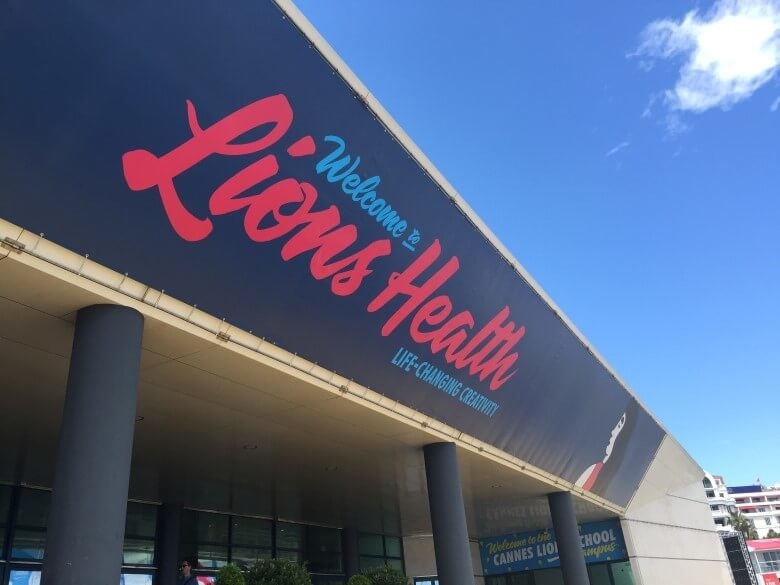 Welcome to
Lions Health
LIFE-CHANGING CREATIVITY
Welcome to the
CANNES LIONS SCHOOL
Campus